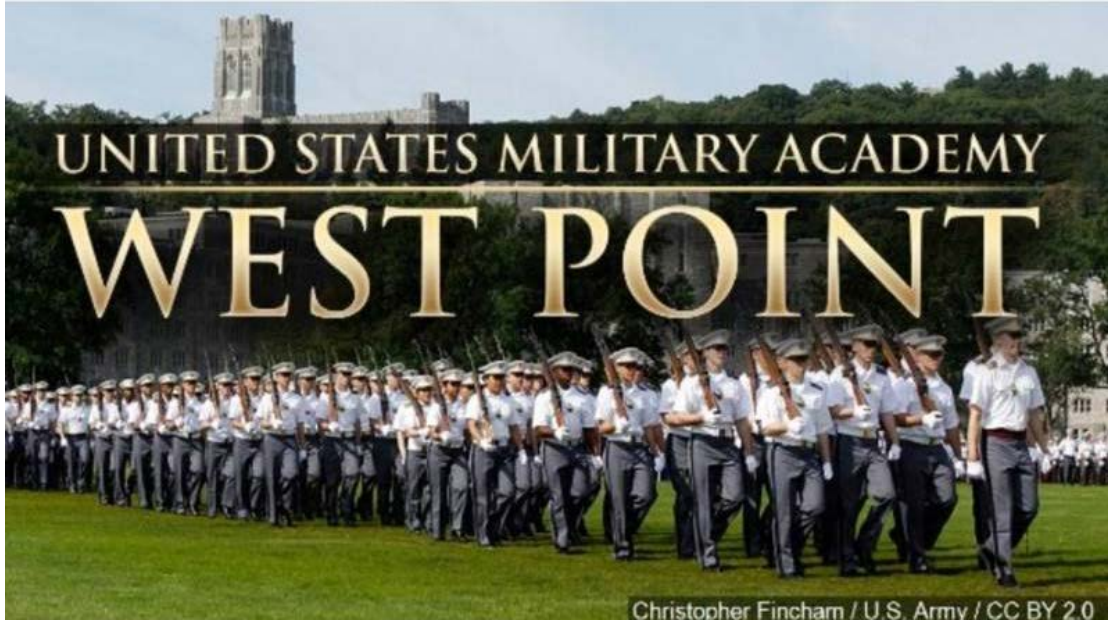 UNITED STATES MILITARY ACADEMY
WEST POINT
Christopher Fincham / U.S. Army / CC BY 2.0